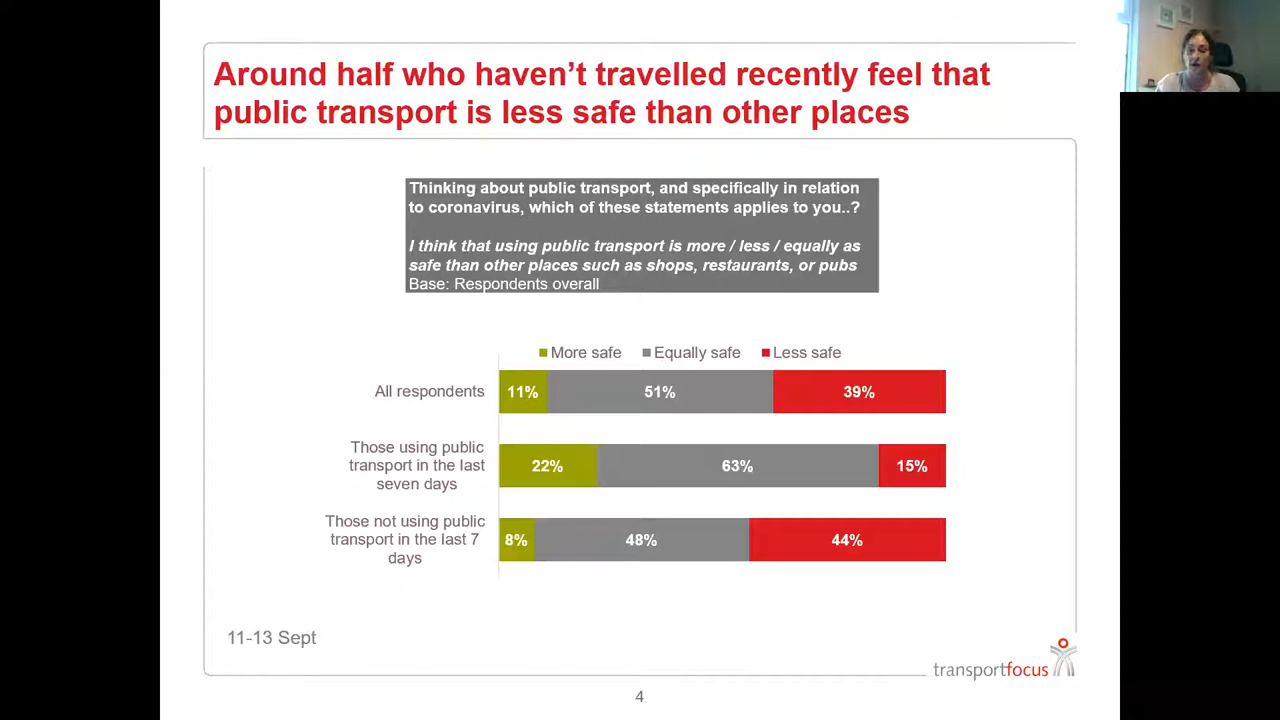 Around half who haven’t travelled recently feel that
public transport is less safe than other places
Thinking about public transport, and specifically in relation
to coronavirus, which of these statements applies to you..?
I think that using public transport is more / less / equally as
safe than other places such as shops, restaurants, or pubs
Base: Respondents overall
More safe Equally safe Less safe
All respondents 11% 51% 39%
Those using public
transport in the last
seven days
22% 63% 15%
Those not using public
transport in the last 7
days
8% 48% 44%
11-13 Sept
transportfocus
4